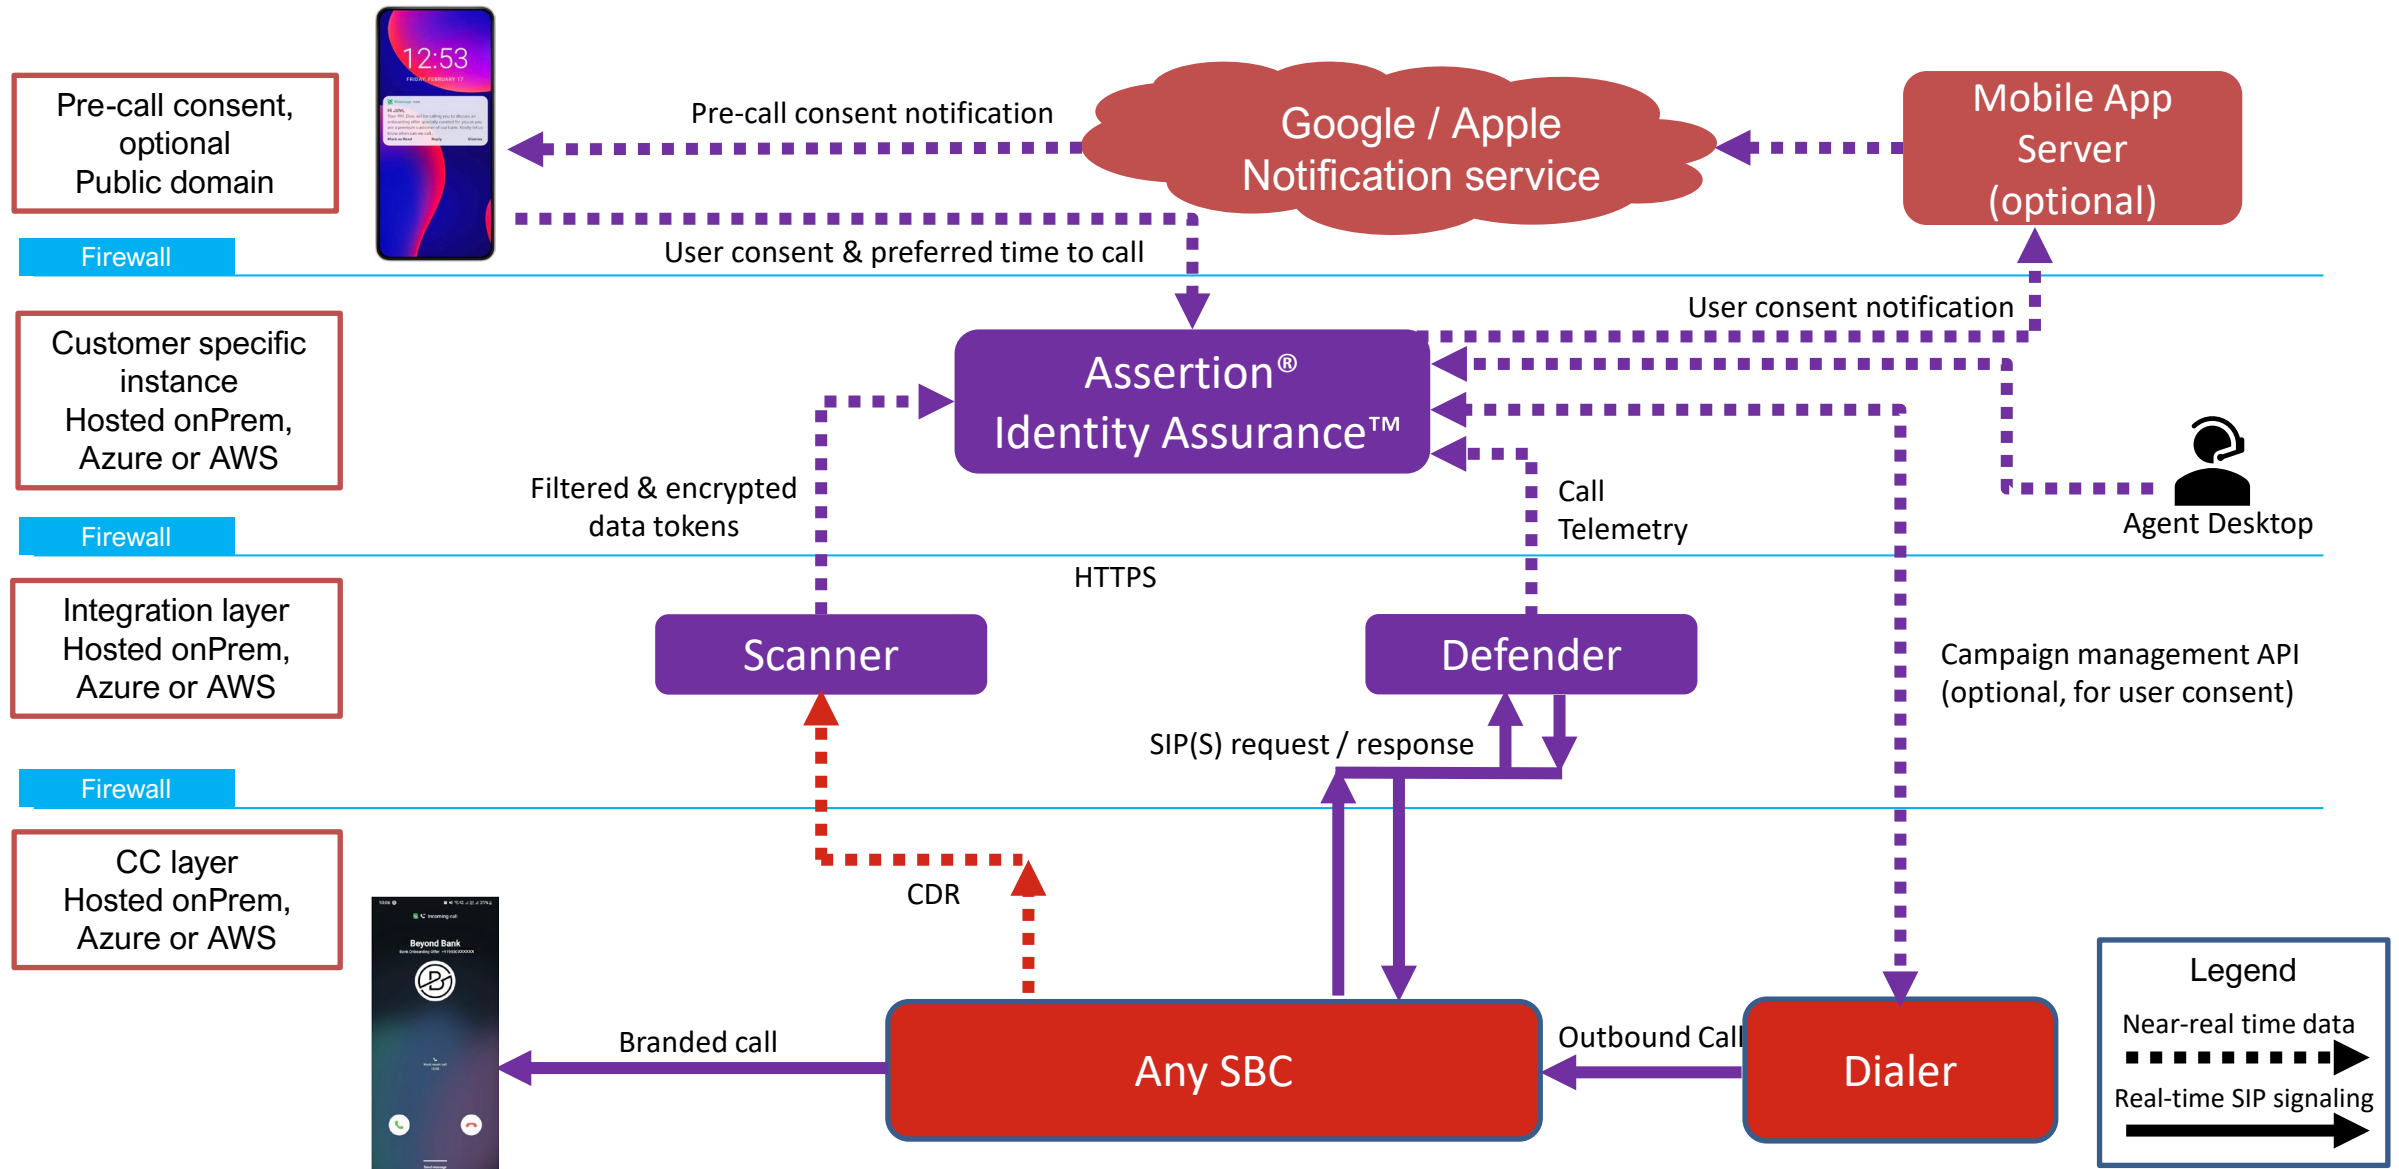 12:53
FRIDAY, FEBRUARY 17
Pre-call consent,
optional
Public domain
Pre-call consent notification
Google / Apple
Notification service
Mobile App
Server
(optional)
User consent & preferred time to call
Firewall
User consent notification
Customer specific
instance
Hosted onPrem,
Azure or AWS
Assertion®
Identity Assurance™
Filtered & encrypted
data tokens
Call
Telemetry
Agent Desktop
Firewall
HTTPS
Integration layer
Hosted onPrem,
Azure or AWS
Scanner
Defender
Campaign management API
(optional, for user consent)
SIP(S) request / response
Firewall
CC layer
Hosted onPrem,
Azure or AWS
CDR
Incoming call
Beyond Bank
Branded call
Any SBC
Outbound Call
Dialer
Legend
Near-real time data
Real-time SIP signaling